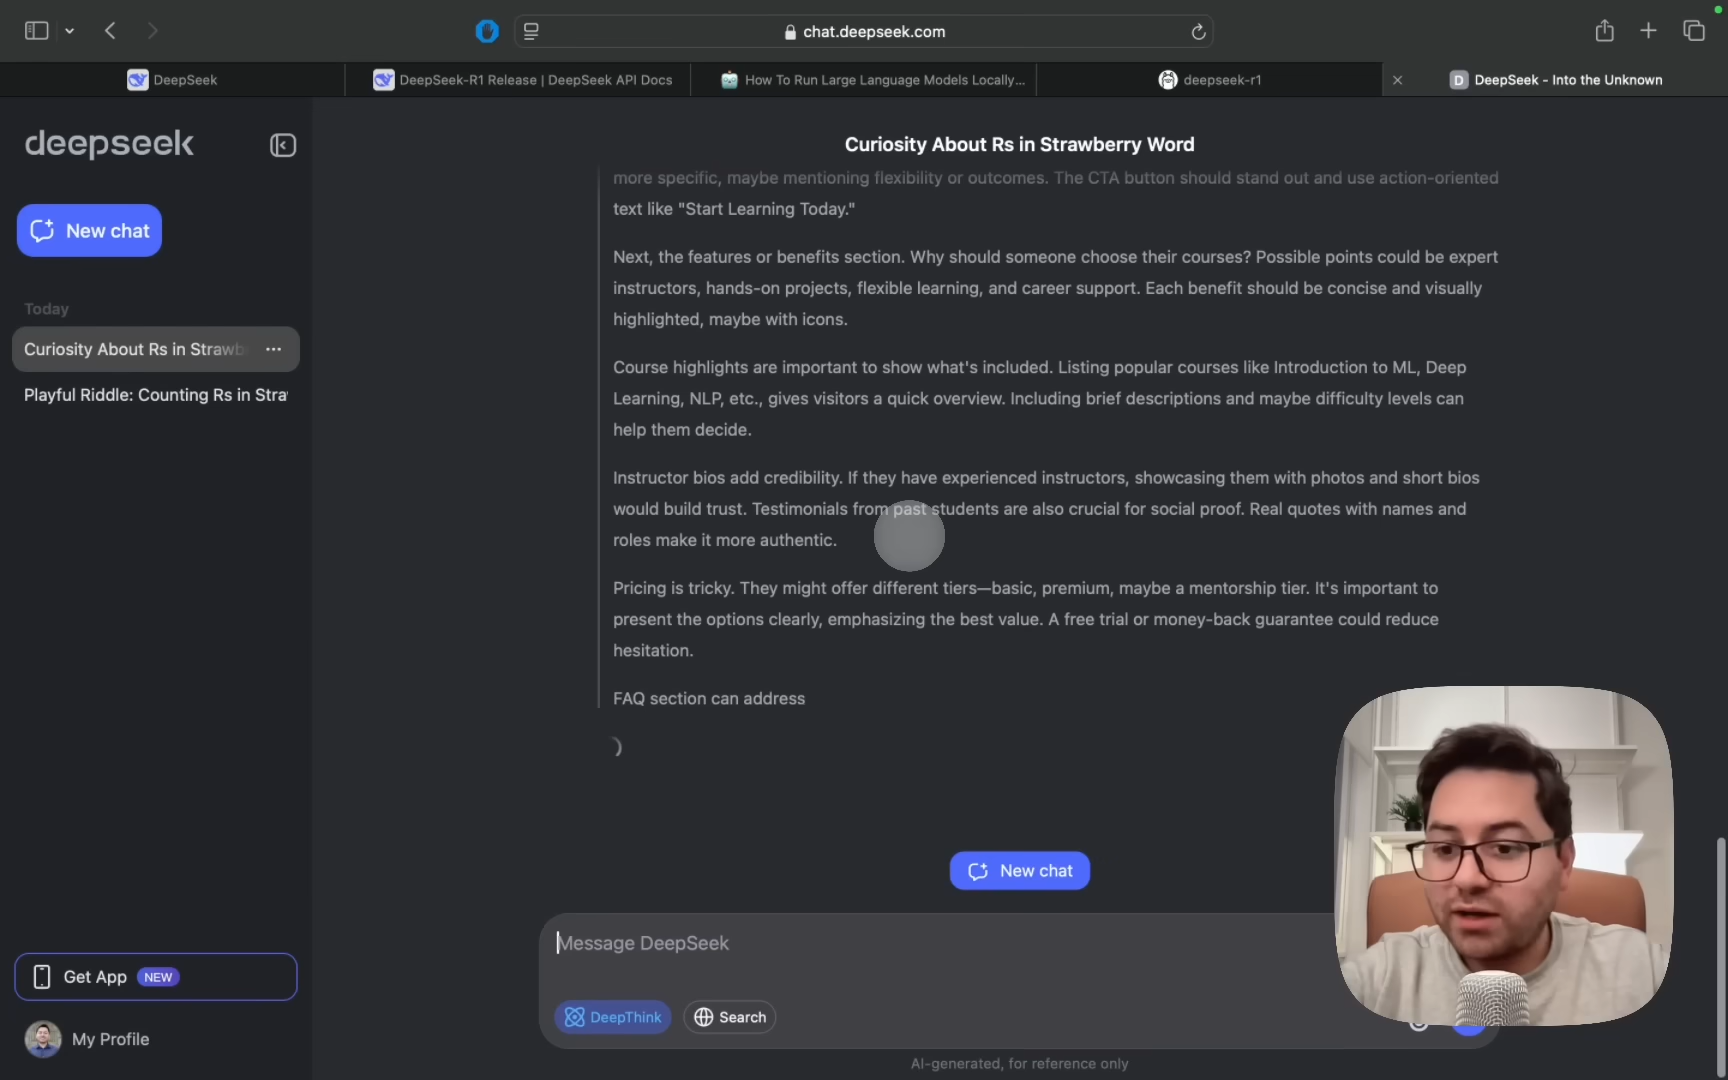 chat.deepseek.com
DeepSeek
DeepSeek-R1 Release | DeepSeek API Docs
How To Run Large Language Models Locally...
deepseek-r1
D DeepSeek - Into the Unknown
deepseek
New chat
Today
Curiosity About Rs in Strawb
Playful Riddle: Counting Rs in Stra
Get App NEW
My Profile
Curiosity About Rs in Strawberry Word
more specific, maybe mentioning flexibility or outcomes. The CTA button should stand out and use action-oriented
text like "Start Learning Today."
Next, the features or benefits section. Why should someone choose their courses? Possible points could be expert
instructors, hands-on projects, flexible learning, and career support. Each benefit should be concise and visually
highlighted, maybe with icons.
Course highlights are important to show what's included. Listing popular courses like Introduction to ML, Deep
Learning, NLP, etc., gives visitors a quick overview. Including brief descriptions and maybe difficulty levels can
help them decide.
Instructor bios add credibility. If they have experienced instructors, showcasing them with photos and short bios
would build trust. Testimonials from past students are also crucial for social proof. Real quotes with names and
roles make it more authentic.
Pricing is tricky. They might offer different tiers—basic, premium, maybe a mentorship tier. It's important to
present the options clearly, emphasizing the best value. A free trial or money-back guarantee could reduce
hesitation.
FAQ section can address
New chat
Message DeepSeek
DeepThink
Search
AI-generated, for reference only